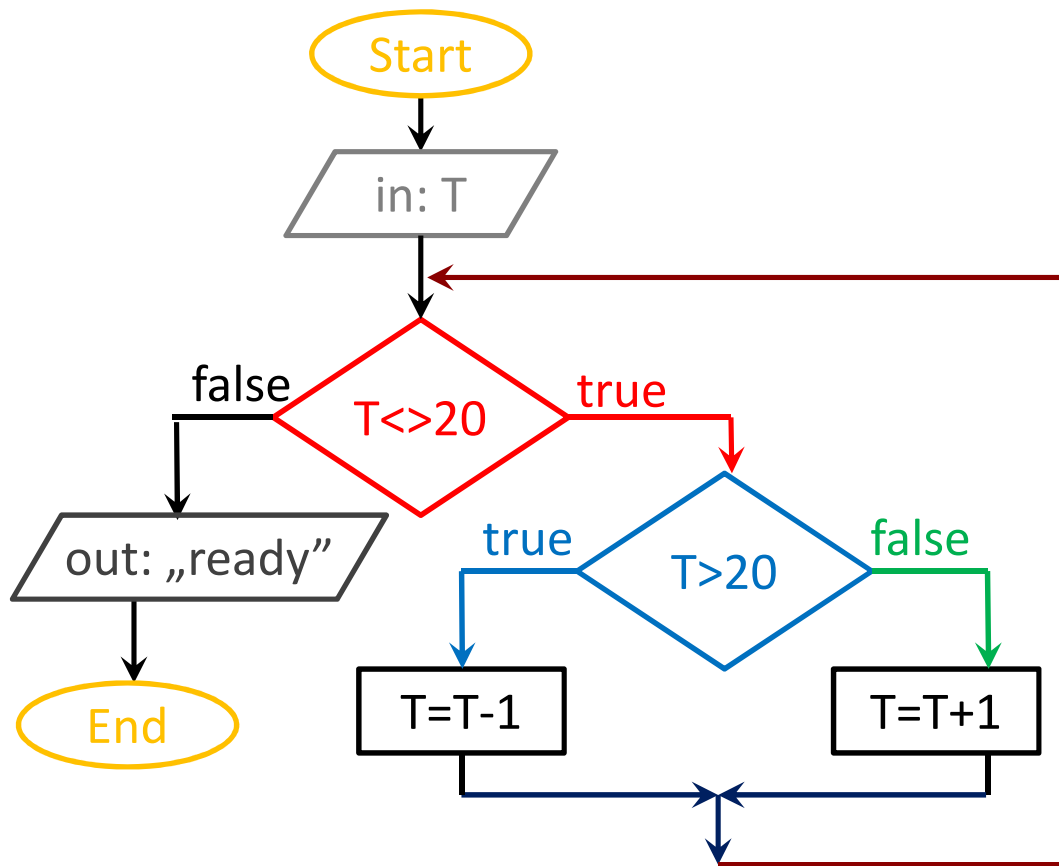 Start
in: T
false
true
T<>20
true
false
out: „ready”
T>20
T=T-1
T=T+1
End